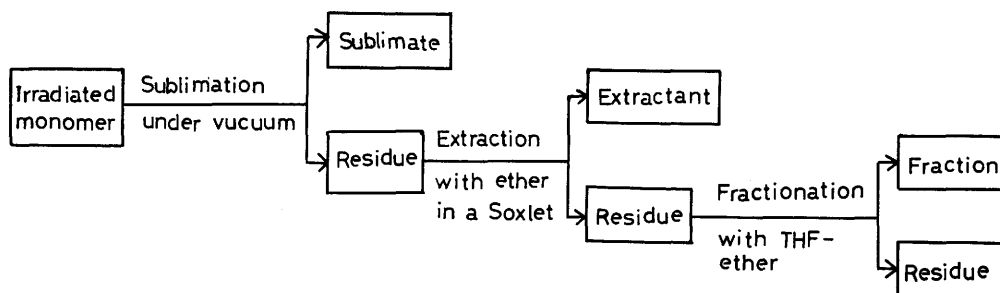 Irradiated
monomer
Sublimation
under vucuum
Sublimate
Residue
Extraction
with ether
in a Soxlet
Extractant
Residue
Fractionation
with THF-
ether
Fraction
Residue